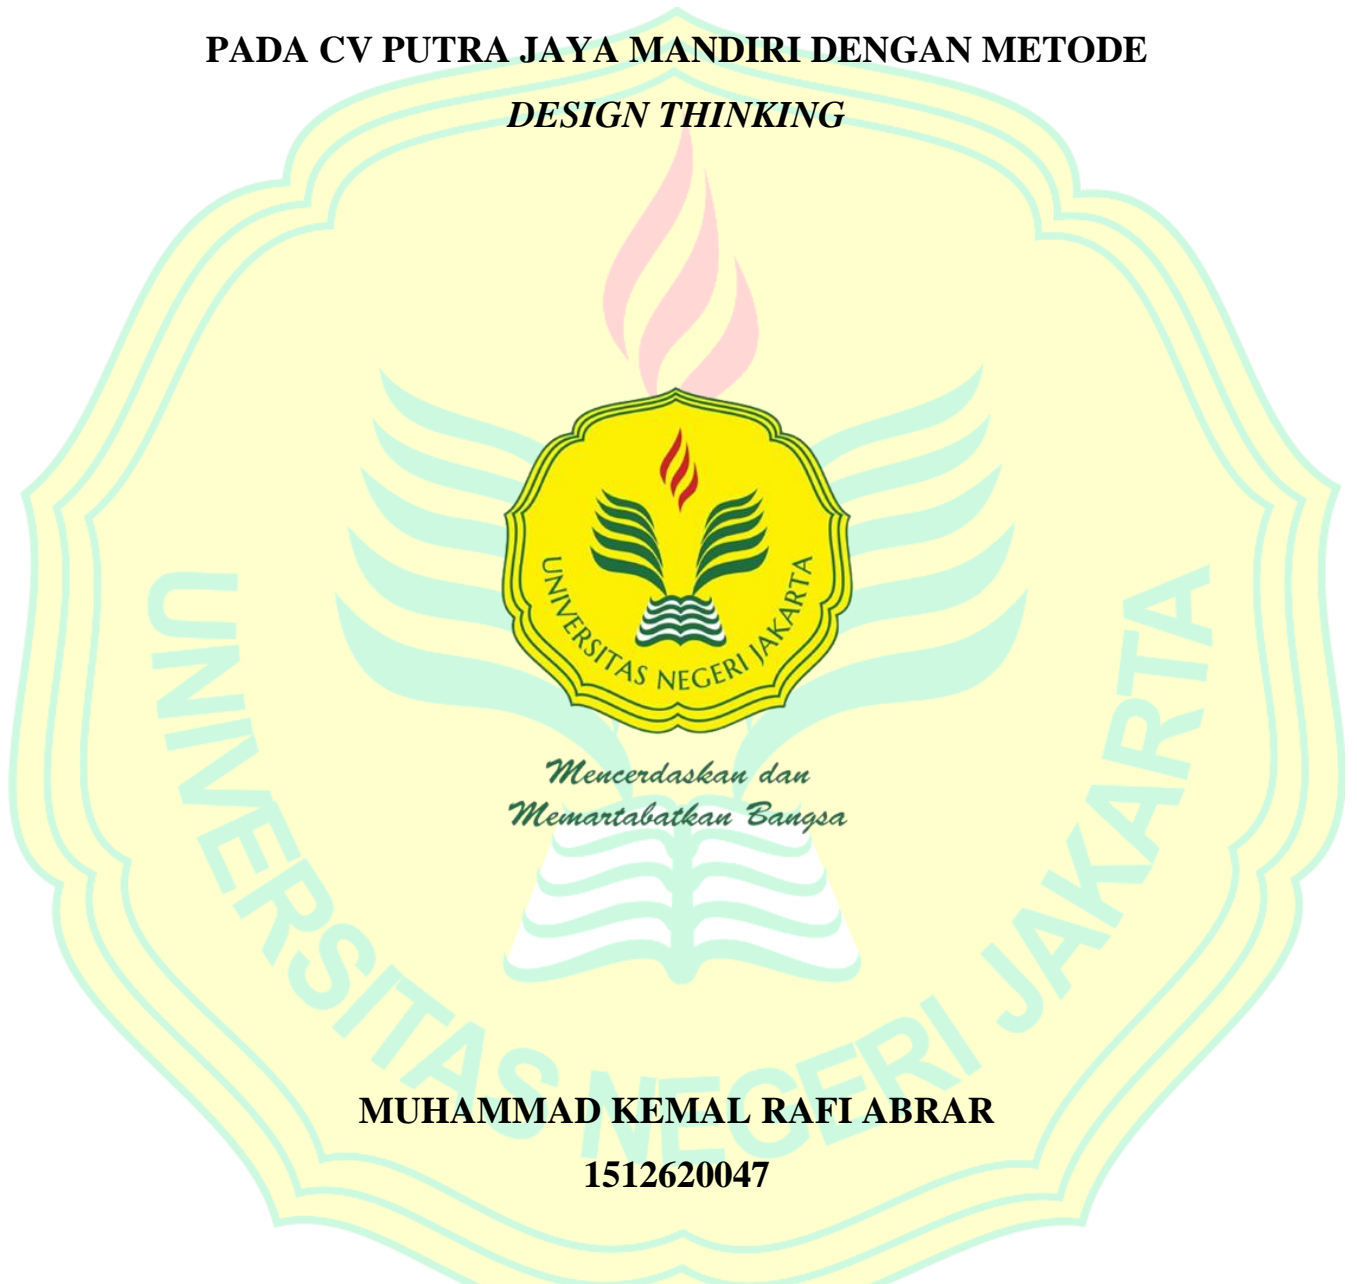 PADA CV PUTRA JAYA MANDIRI DENGAN METODE
DESIGN THINKING
UNIVERSITAS NEGERI JAKARTA
Mencerdaskan dan
Memartabatkan Bangsa
UNIVERSITAS NEGERI JAKARTA
MUHAMMAD KEMAL RAFI ABRAR
1512620047